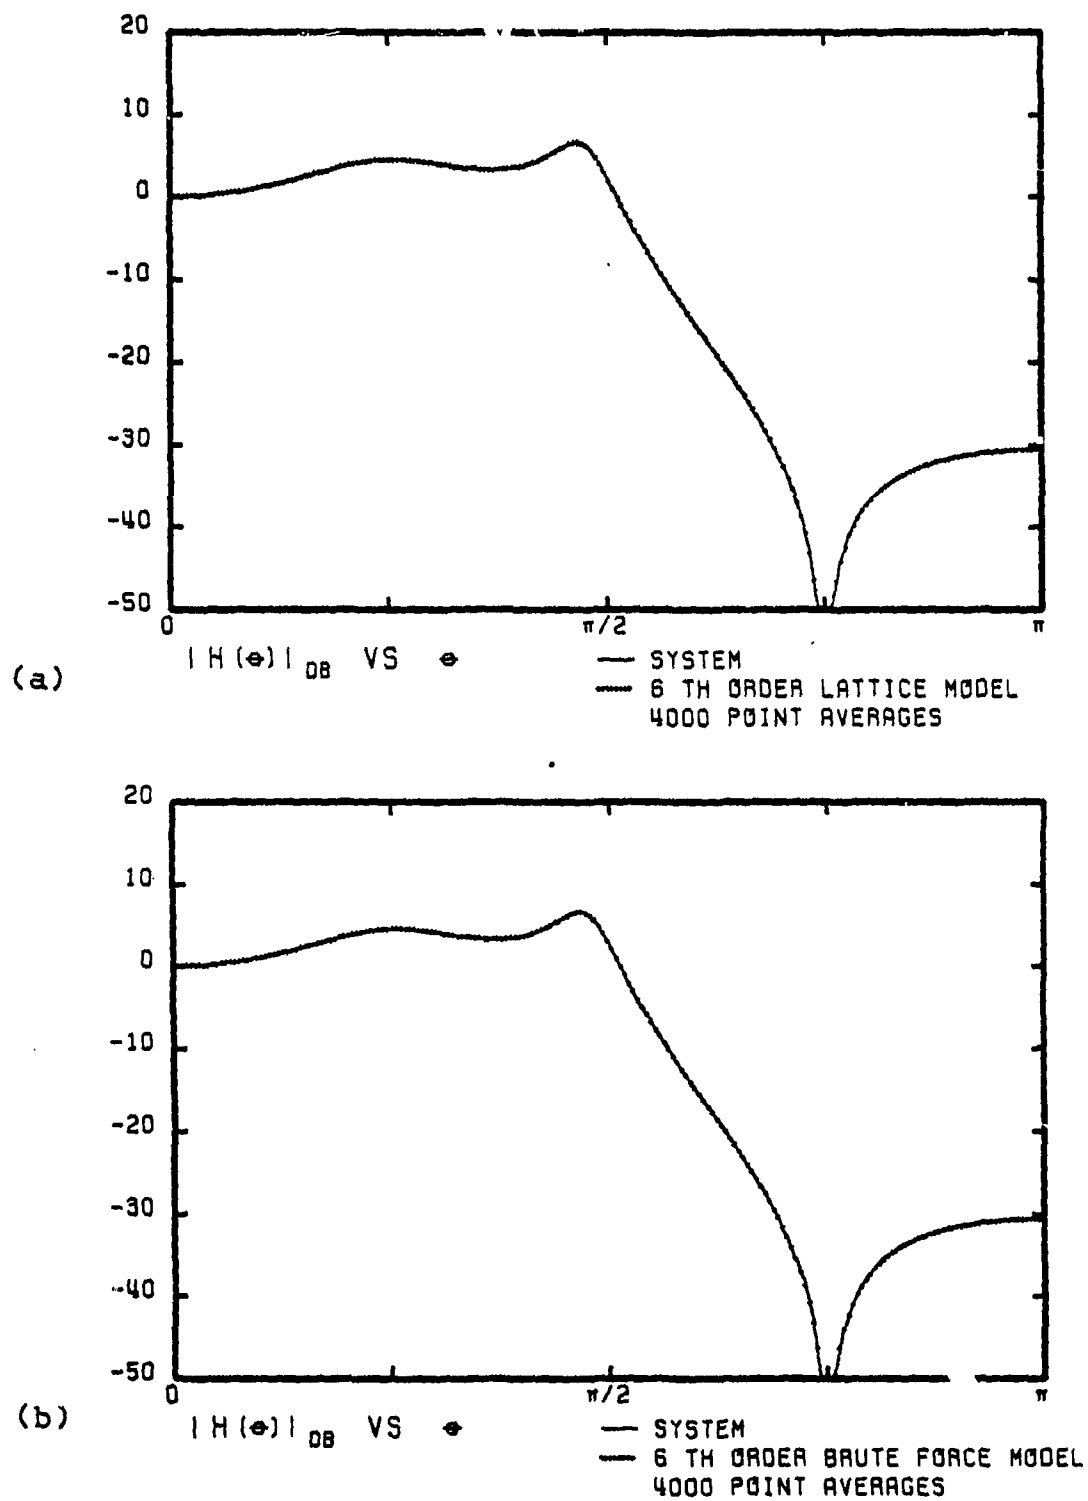 20
10
0
-10
-20
-30
-40
-50
0 π/2 π
|H(θ)|DB VS θ
(a)
SYSTEM
6 TH ORDER LATTICE MODEL
4000 POINT AVERAGES
20
10
0
-10
-20
-30
-40
-50
0 π/2 π
(b)
|H(θ)|DB VS θ
SYSTEM
6 TH ORDER BRUTE FORCE MODEL
4000 POINT AVERAGES